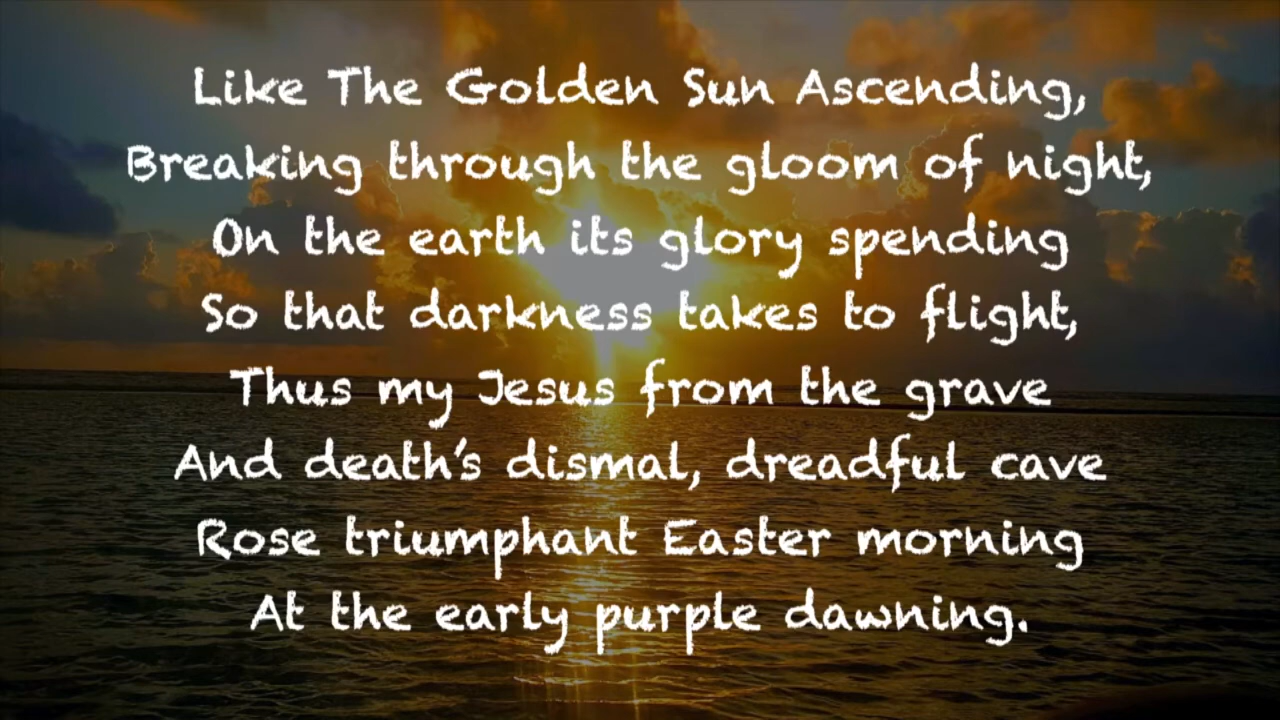 Like The Golden Sun Ascending,
Breaking through the gloom of night,
On the earth its glory spending
So that darkness takes to flight,
Thus my Jesus from the grave
And death's dismal, dreadful cave
Rose triumphant Easter morning
At the early purple dawning.